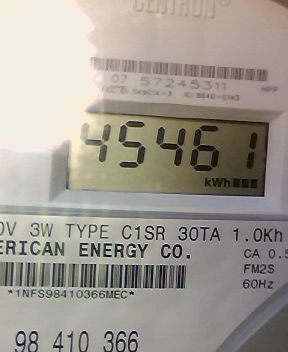 CENTRON®
07 57245311
HPP
45461
kWh
0V 3W TYPE C1SR 30TA 1.0Kh
ERICAN ENERGY CO.
CA 0.5
FM2S
*1NFS98410366MEC*
60Hz
98 410 366